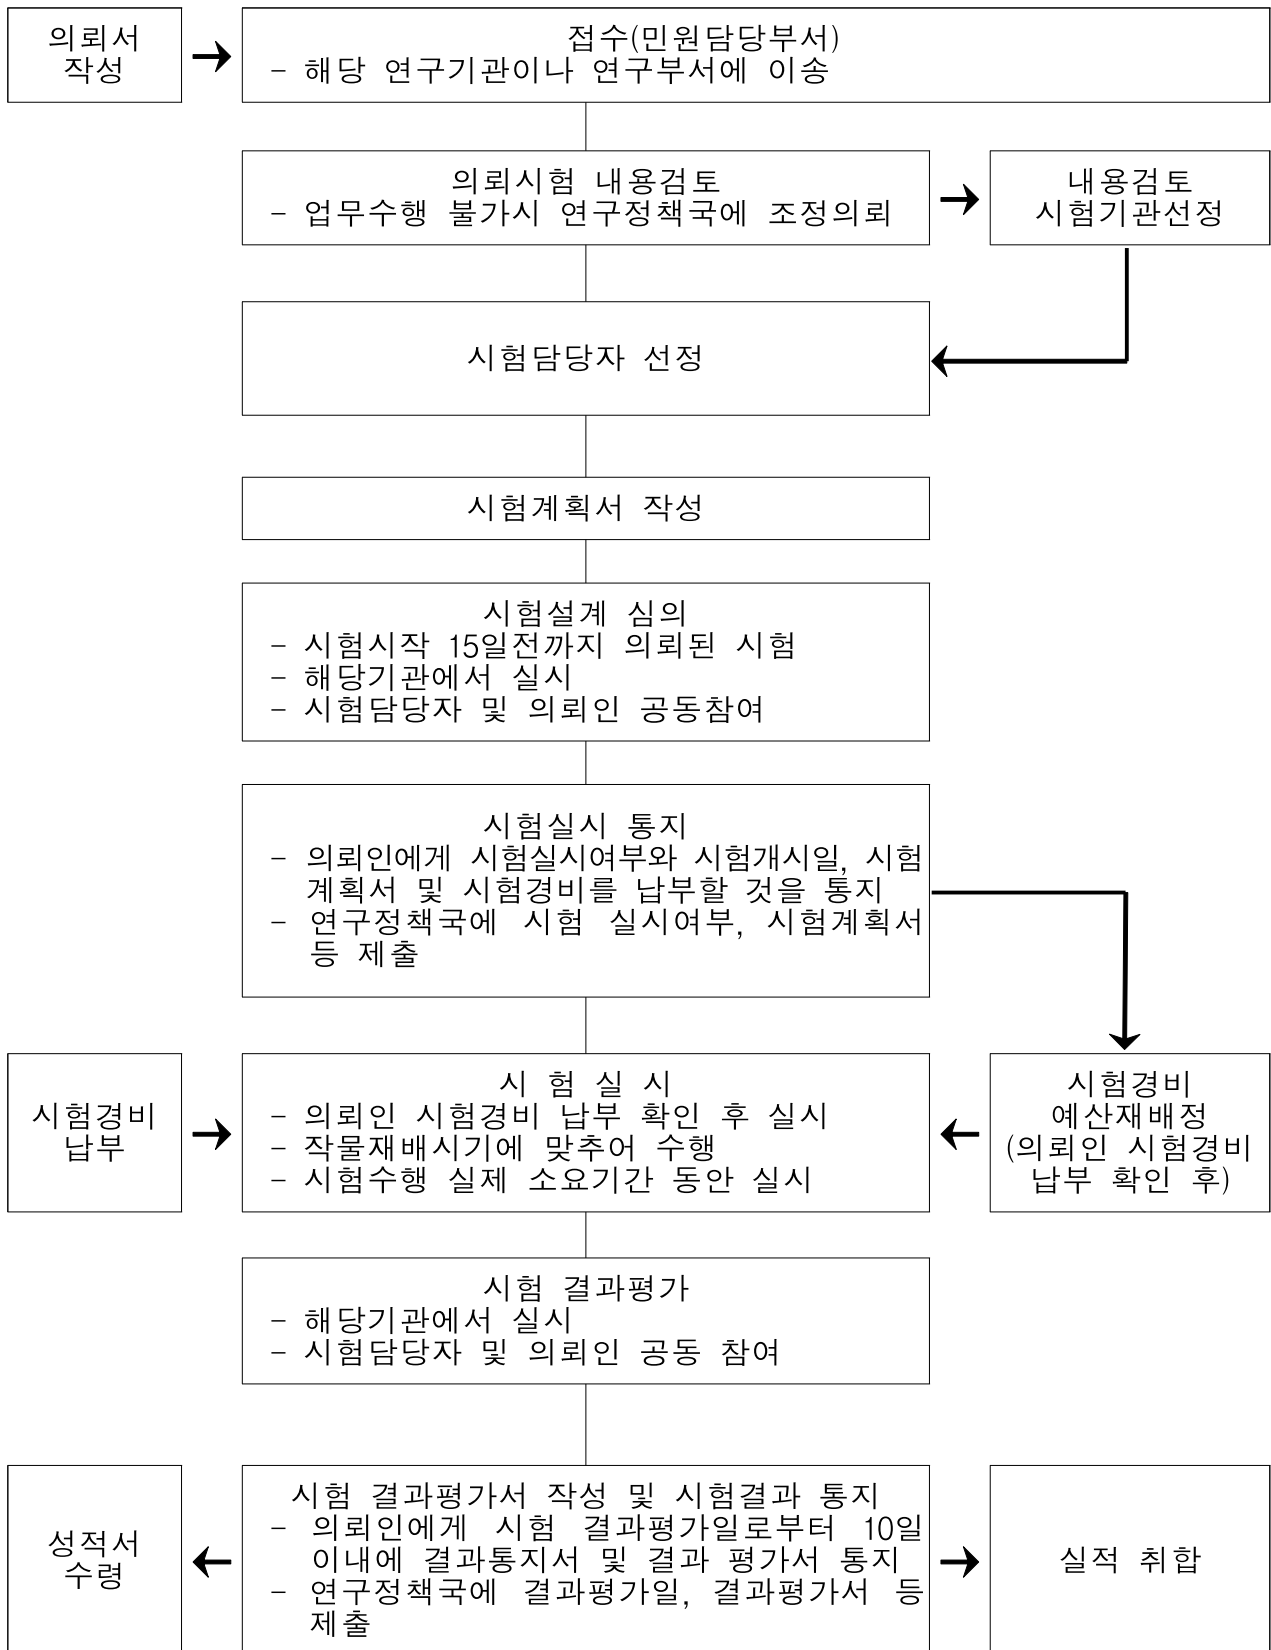 의뢰서
작성
접수(민원담당부서)
- 해당 연구기관이나 연구부서에 이송
의뢰시험 내용검토
- 업무수행 불가시 연구정책국에 조정의뢰
내용검토
시험기관선정
시험담당자 선정
시험계획서 작성
시험설계 심의
- 시험시작 15일전까지 의뢰된 시험
- 해당기관에서 실시
- 시험담당자 및 의뢰인 공동참여
시험실시 통지
- 의뢰인에게 시험실시여부와 시험개시일, 시험
계획서 및 시험경비를 납부할 것을 통지
- 연구정책국에 시험 실시여부, 시험계획서
등 제출
시험경비
납부
시 험 실 시
- 의뢰인 시험경비 납부 확인 후 실시
- 작물재배시기에 맞추어 수행
- 시험수행 실제 소요기간 동안 실시
시험경비
예산재배정
(의뢰인 시험경비
납부 확인 후)
시험 결과평가
- 해당기관에서 실시
- 시험담당자 및 의뢰인 공동 참여
성적서
수령
시험 결과평가서 작성 및 시험결과 통지
- 의뢰인에게 시험 결과평가일로부터 10일
이내에 결과통지서 및 결과 평가서 통지
- 연구정책국에 결과평가일, 결과평가서 등
제출
실적 취합